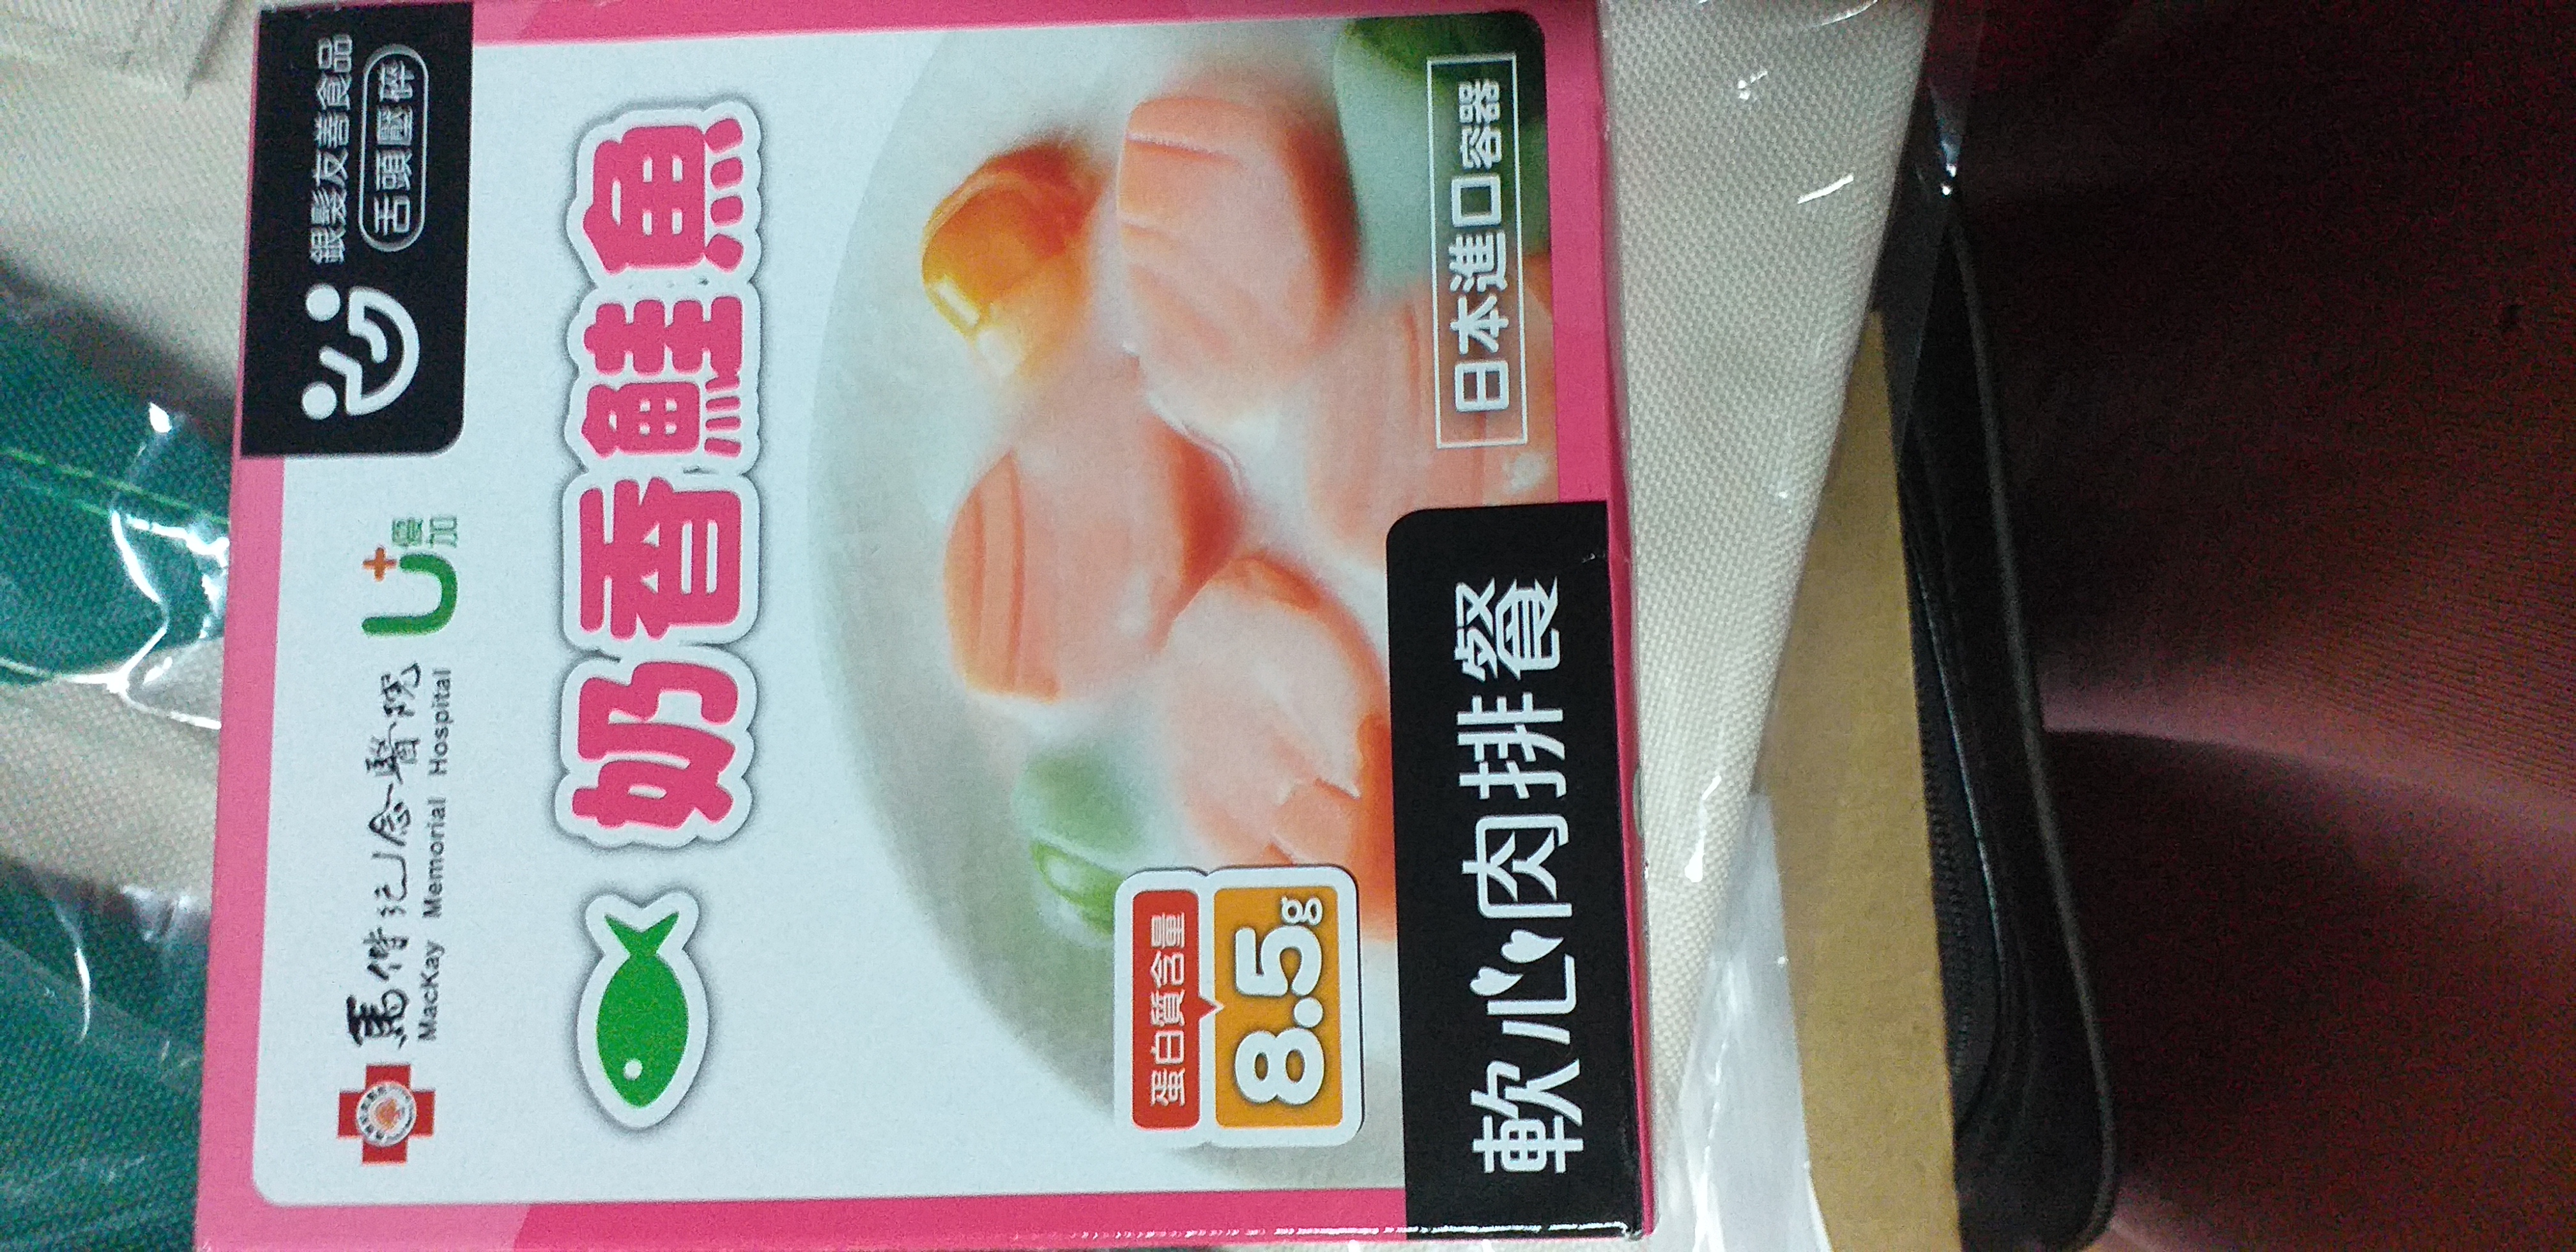 馬偕紀念醫院
MacKay Memorial Hospital
U+
優加
銀髮友善食品
舌頭壓碎
奶香鮭魚
蛋白質含量
8.5g
日本進口容器
軟心肉排餐